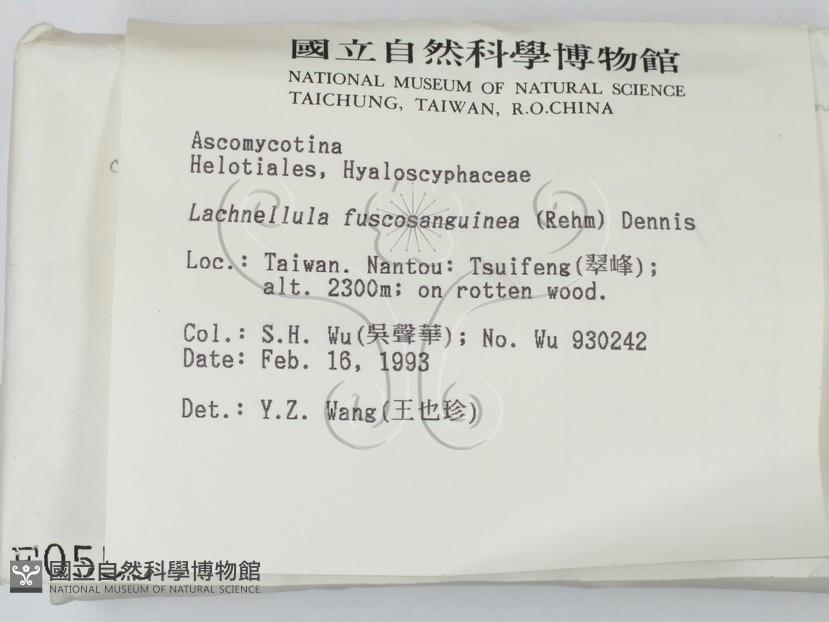 國立自然科學博物館
NATIONAL MUSEUM OF NATURAL SCIENCE
TAICHUNG, TAIWAN, R.O.CHINA
Ascomycotina
Helotiales, Hyaloscyphaceae
Lachnellula fuscosanguinea (Rehm) Dennis
Loc.: Taiwan. Nantou: Tsuifeng(翠峰);
alt. 2300m; on rotten wood.
Col.: S.H. Wu(吳聲華); No. Wu 930242
Date: Feb. 16, 1993
Det.: Y.Z. Wang(王也珍)
國立自然科學博物館
NATIONAL MUSEUM OF NATURAL SCIENCE